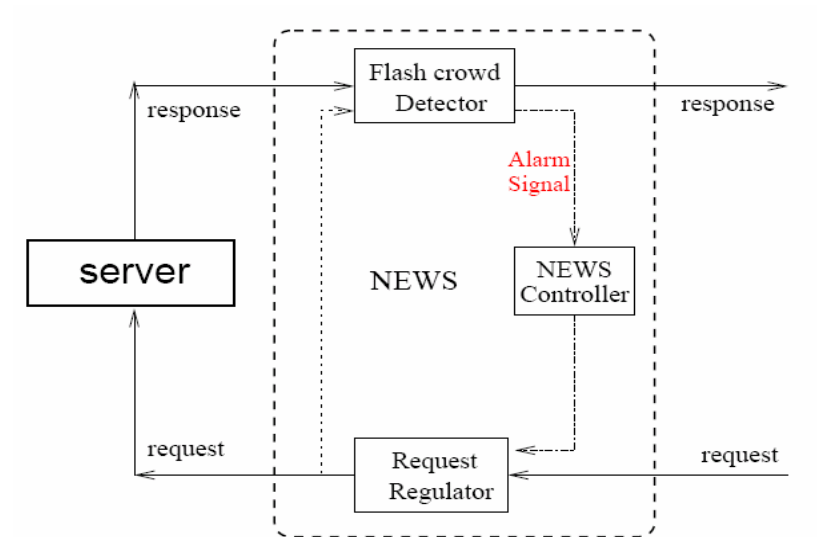 Flash crowd
Detector
response
response
Alarm
Signal
server
NEWS
NEWS
Controller
request
request
Request
Regulator